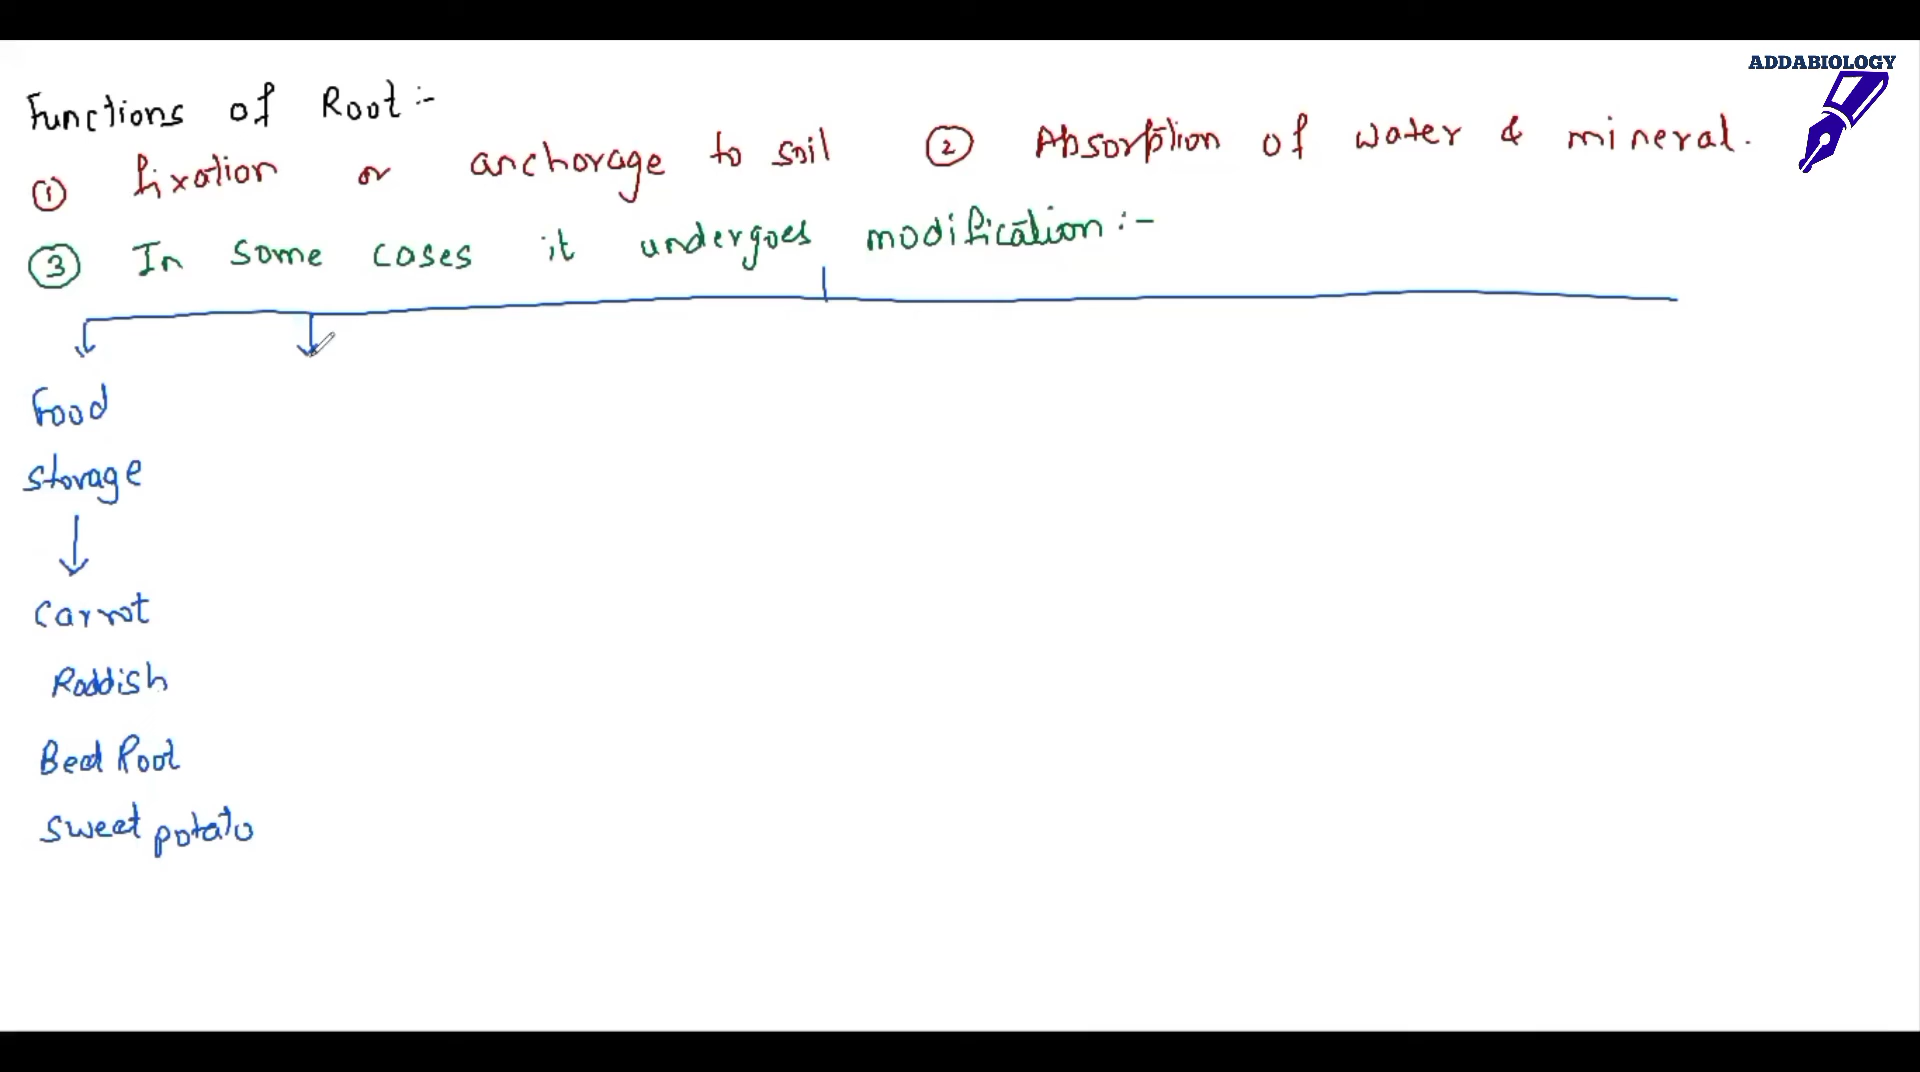 ADDABIOLOGY
Functions of Root :-
① fixation or anchorage to soil ② Absorption of water & mineral.
③ In some cases it undergoes modification :-
Food
storage
Carrot
Raddish
Beat Root
Sweet potato